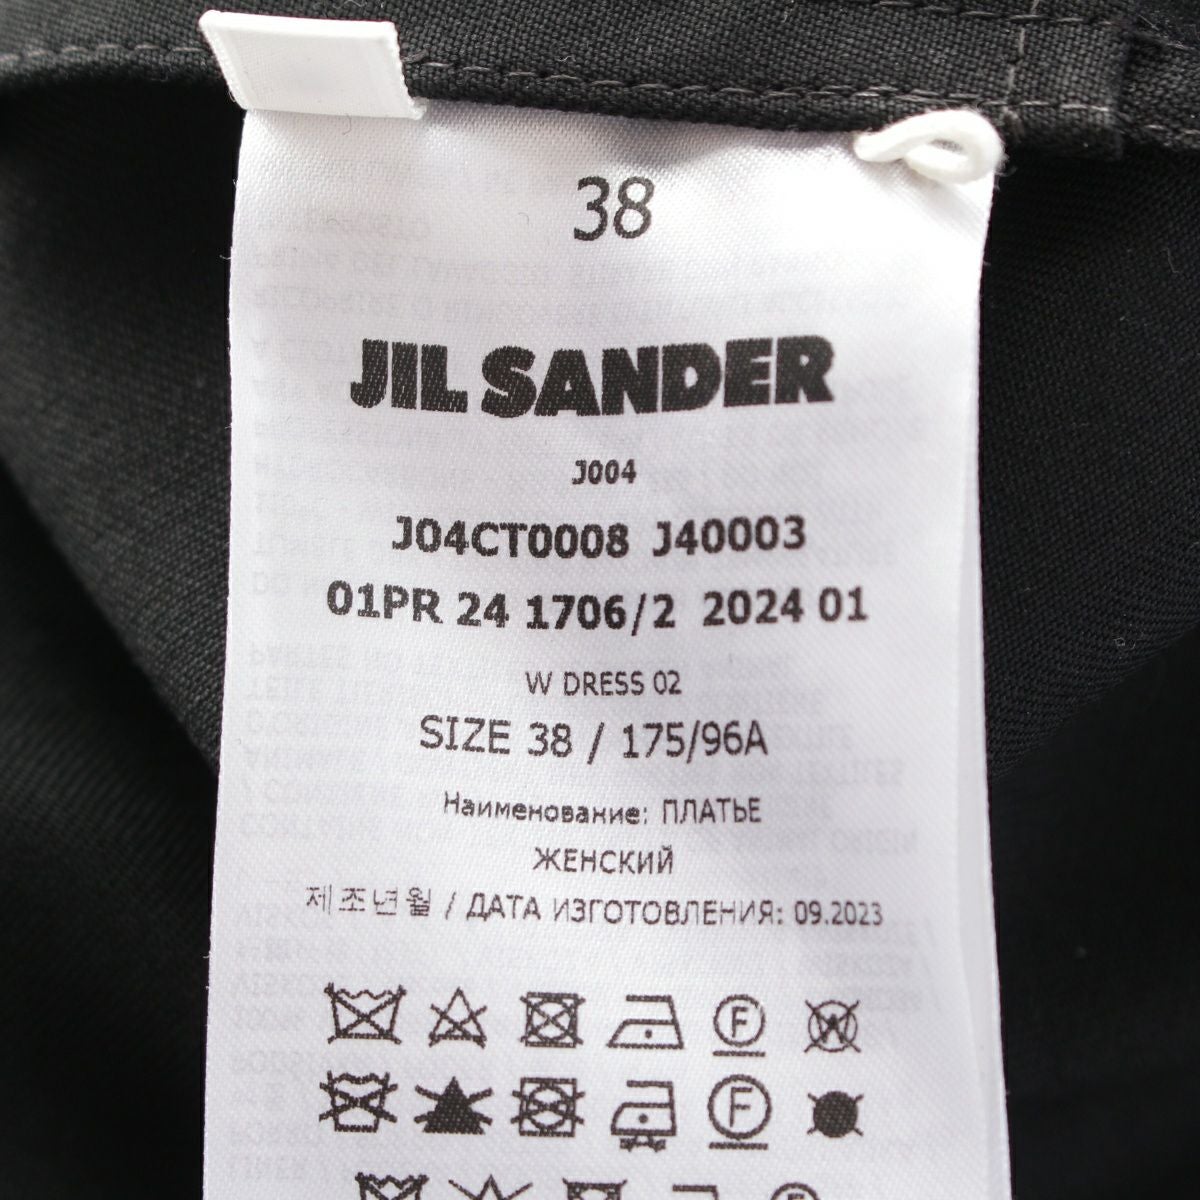 38
JIL SANDER
J004
J04CT0008 J40003
01PR 24 1706/2 2024 01
W DRESS 02
SIZE 38 / 175/96A
Наименование: ПЛАТЬЕ
ЖЕНСКИЙ
제조년월 / ДАТА ИЗГОТОВЛЕНИЯ: 09.2023
F W
F